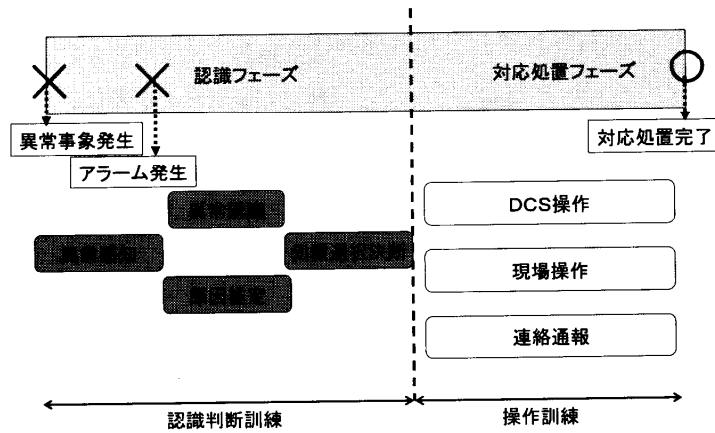 認識フェーズ
対応処置フェーズ
異常事象発生
対応処置完了
アラーム発生
DCS操作
現場操作
連絡通報
認識判断訓練
操作訓練